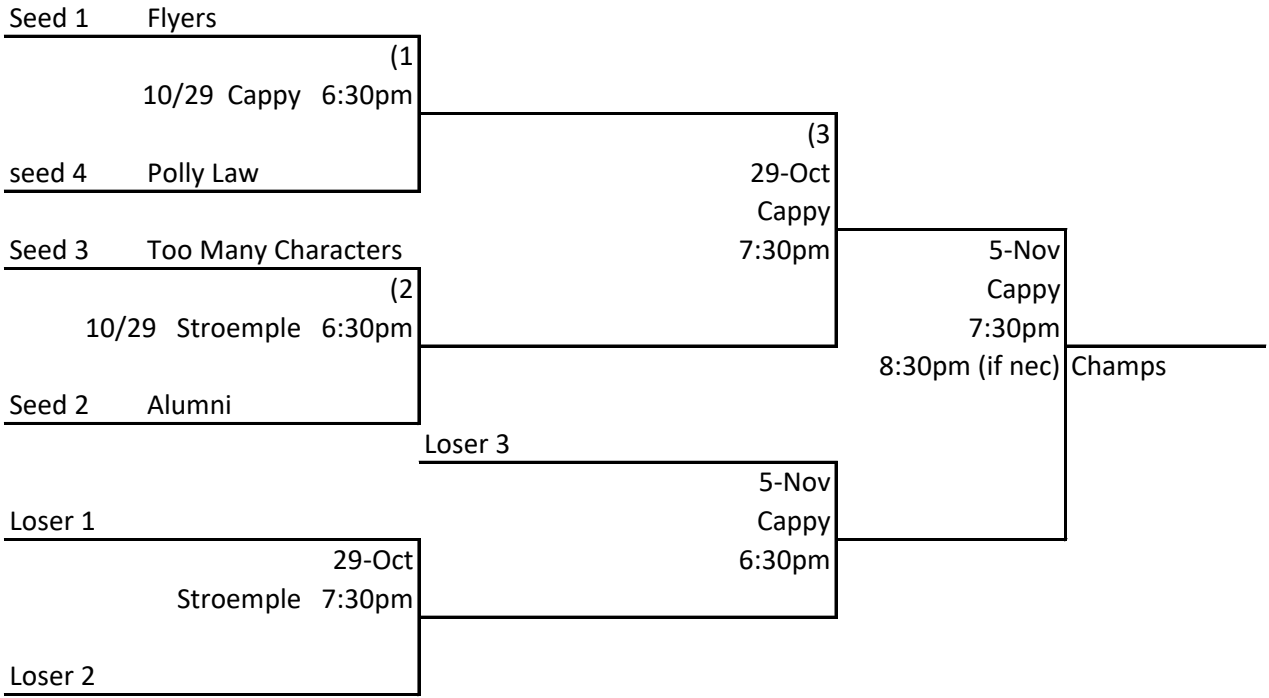 Seed 1 Flyers
(1
10/29 Cappy 6:30pm
seed 4 Polly Law
Seed 3 Too Many Characters
(2
10/29 Stroemple 6:30pm
Seed 2 Alumni
(3
29-Oct
Cappy
7:30pm
5-Nov
Cappy
7:30pm
8:30pm (if nec) Champs
Loser 3
5-Nov
Cappy
6:30pm
Loser 1
29-Oct
Stroemple 7:30pm
Loser 2